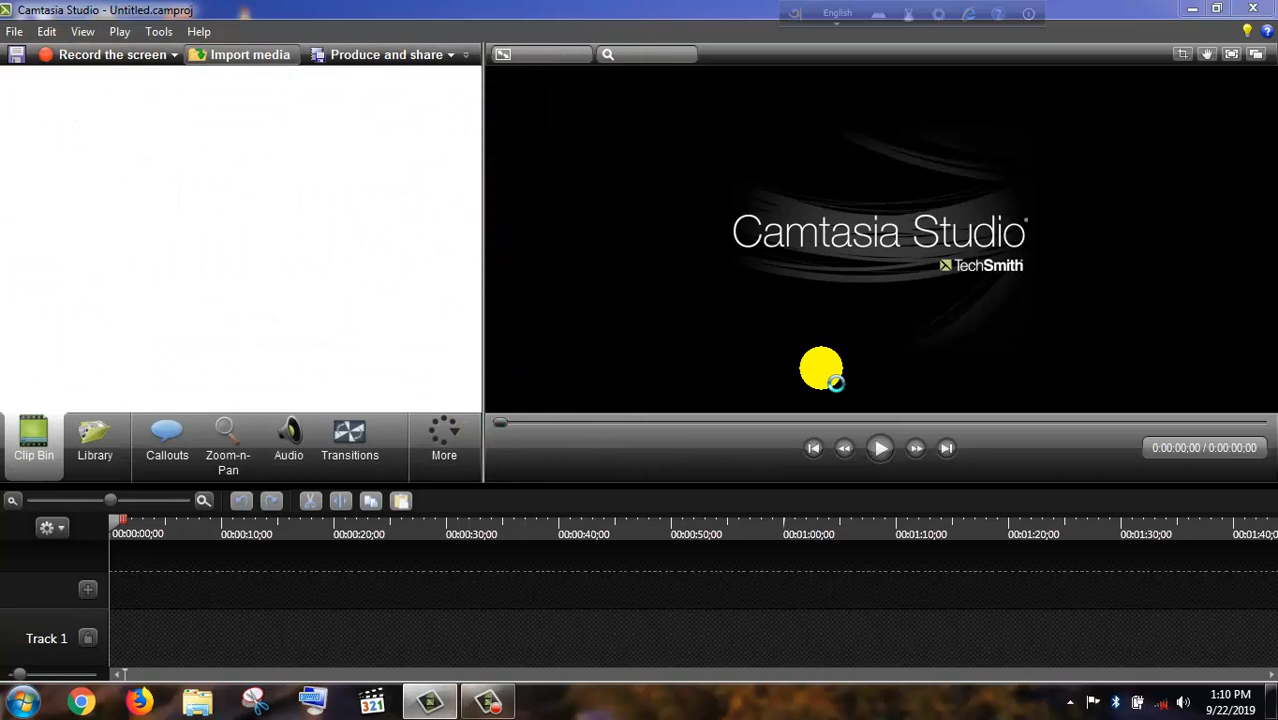 Camtasia Studio - Untitled.camproj
English
File Edit View Play Tools Help
Record the screen Import media Produce and share
Camtasia Studio
TechSmith
Clip Bin Library Callouts Zoom-n-Pan Audio Transitions More
0:00:00;00 / 0:00:00;00
00:00:00;00 00:00:10;00 00:00:20;00 00:00:30;00 00:00:40;00 00:00:50;00 00:01:00;00 00:01:10;00 00:01:20;00 00:01:30;00 00:01:40;0
Track 1
321
1:10 PM
9/22/2019